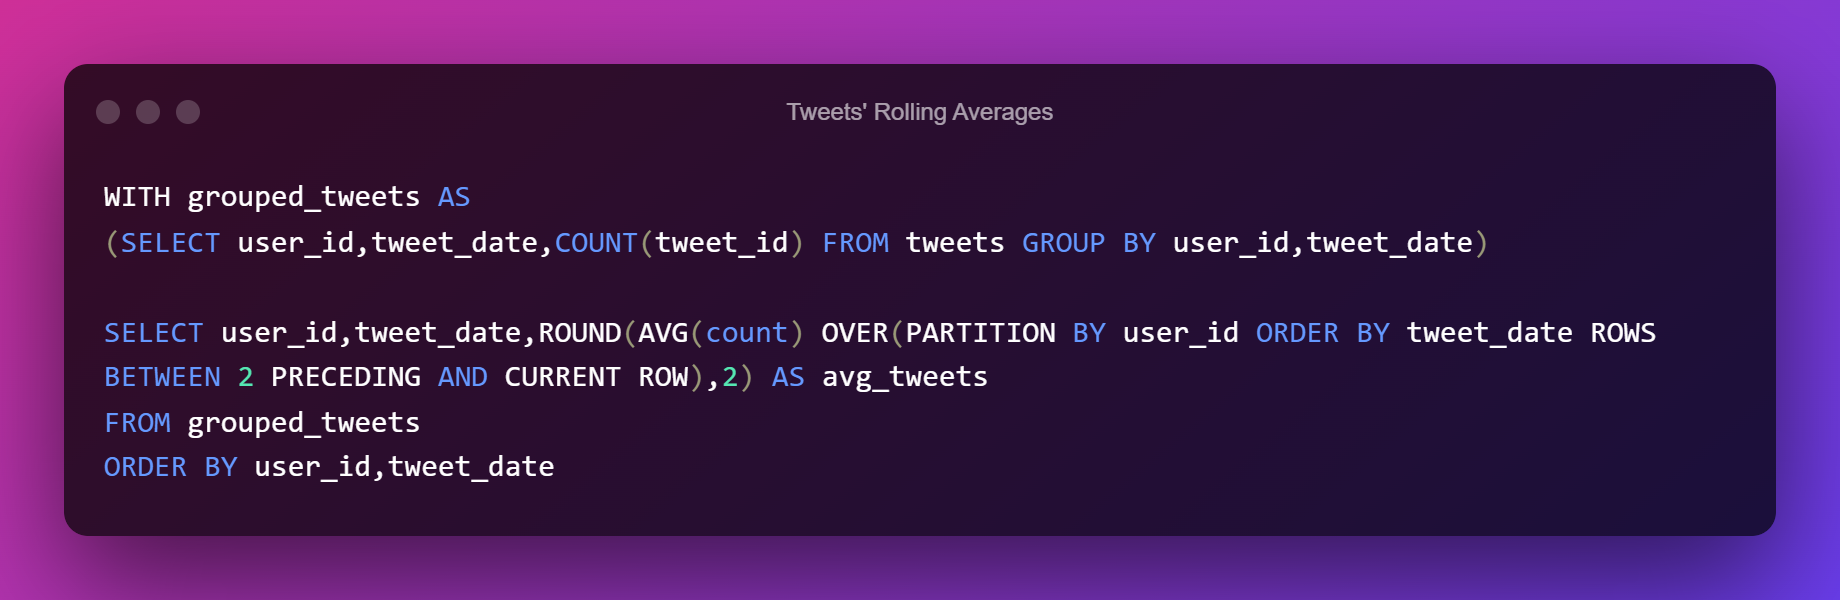 Tweets' Rolling Averages
WITH grouped_tweets AS
(SELECT user_id,tweet_date,COUNT(tweet_id) FROM tweets GROUP BY user_id,tweet_date)
SELECT user_id,tweet_date,ROUND(AVG(count) OVER(PARTITION BY user_id ORDER BY tweet_date ROWS
BETWEEN 2 PRECEDING AND CURRENT ROW),2) AS avg_tweets
FROM grouped_tweets
ORDER BY user_id,tweet_date